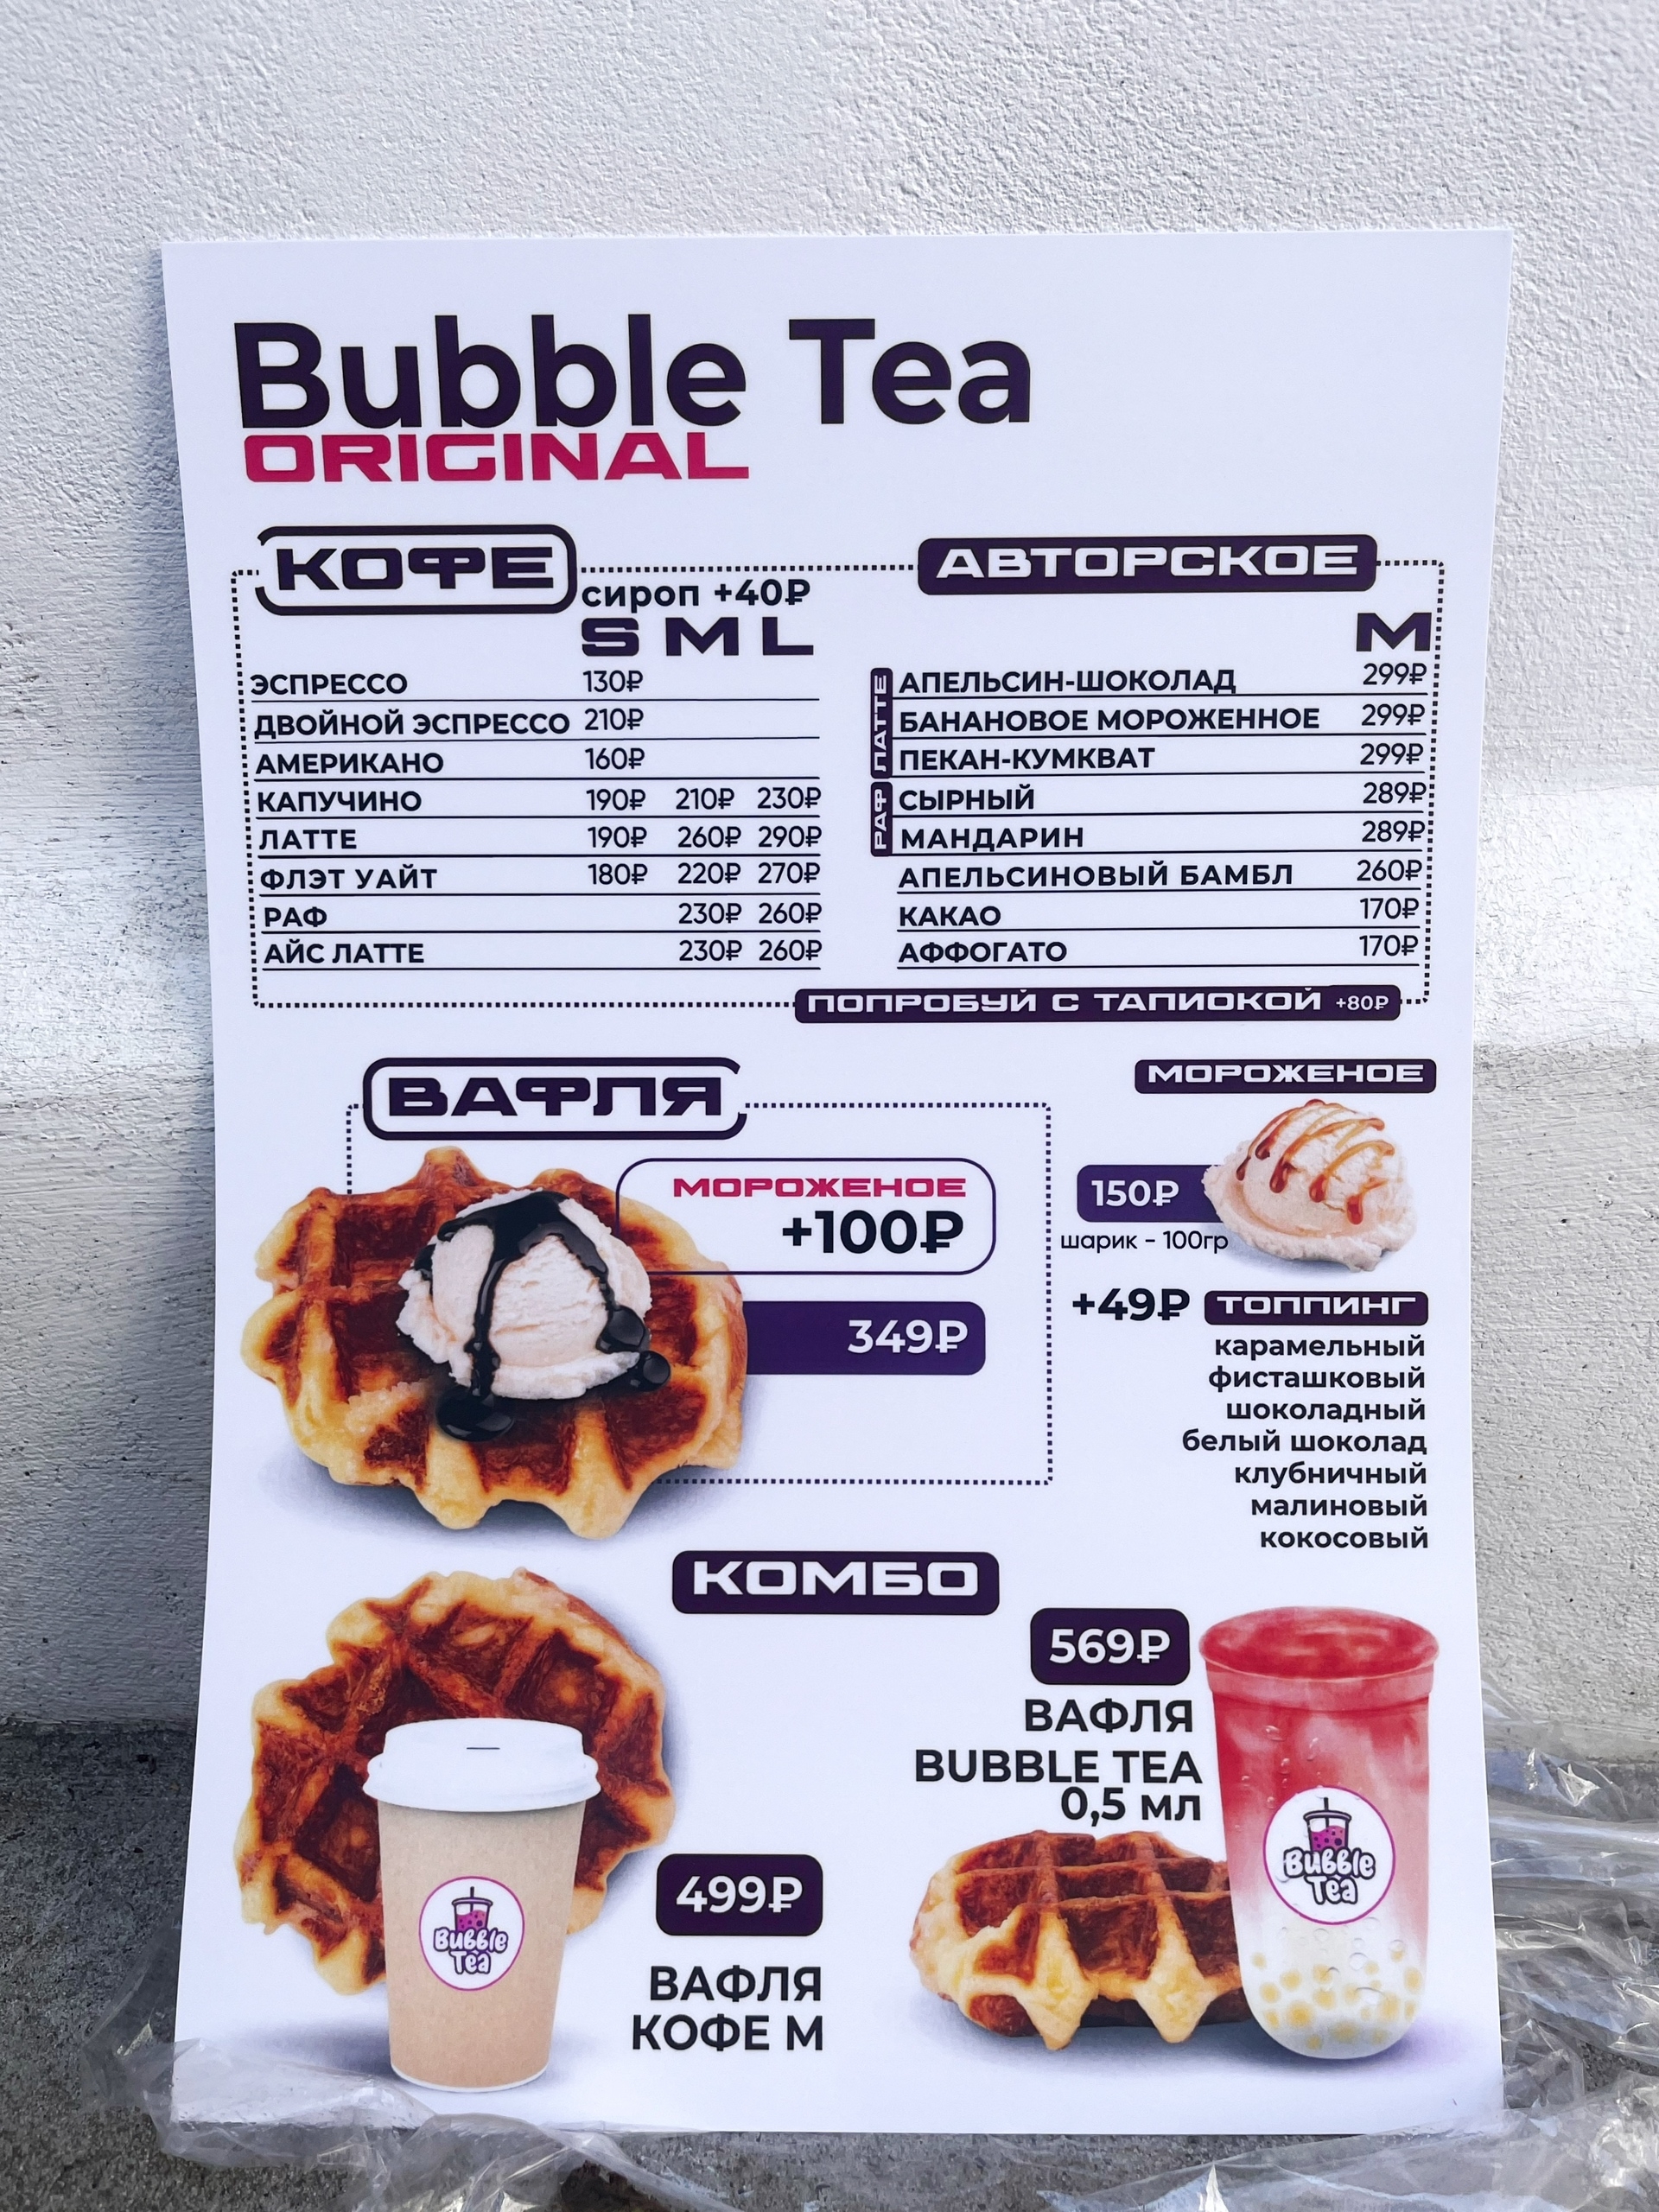 Bubble Tea
ORIGINAL
КОФЕ
сироп +40₽
S M L
ЭСПРЕССО 130₽
ДВОЙНОЙ ЭСПРЕССО 210₽
АМЕРИКАНО 160₽
КАПУЧИНО 190₽ 210₽ 230₽
ЛАТТЕ 190₽ 260₽ 290₽
ФЛЭТ УАЙТ 180₽ 220₽ 270₽
РАФ 230₽ 260₽
АЙС ЛАТТЕ 230₽ 260₽
АВТОРСКОЕ
M
ЛАТТЕ
АПЕЛЬСИН-ШОКОЛАД 299₽
БАНАНОВОЕ МОРОЖЕННОЕ 299₽
ПЕКАН-КУМКВАТ 299₽
РАФ
СЫРНЫЙ 289₽
МАНДАРИН 289₽
АПЕЛЬСИНОВЫЙ БАМБЛ 260₽
КАКАО 170₽
АФФОГАТО 170₽
ПОПРОБУЙ С ТАПИОКОЙ +80₽
ВАФЛЯ
МОРОЖЕНОЕ
+100₽
349₽
МОРОЖЕНОЕ
150₽
шарик - 100гр
+49₽ ТОППИНГ
карамельный
фисташковый
шоколадный
белый шоколад
клубничный
малиновый
кокосовый
КОМБО
499₽
ВАФЛЯ
КОФЕ М
Bubble
Tea
569₽
ВАФЛЯ
BUBBLE TEA
0,5 мл
Bubble
Tea